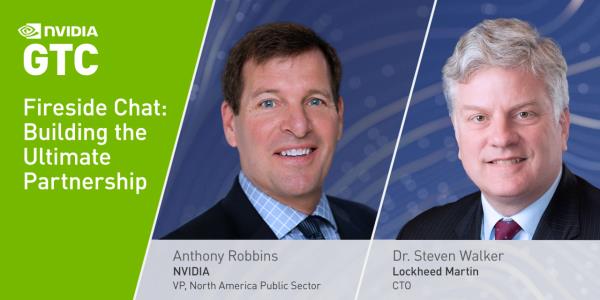 NVIDIA
GTC
Fireside Chat:
Building the
Ultimate
Partnership
Anthony Robbins
NVIDIA
VP, North America Public Sector
Dr. Steven Walker
Lockheed Martin
CTO